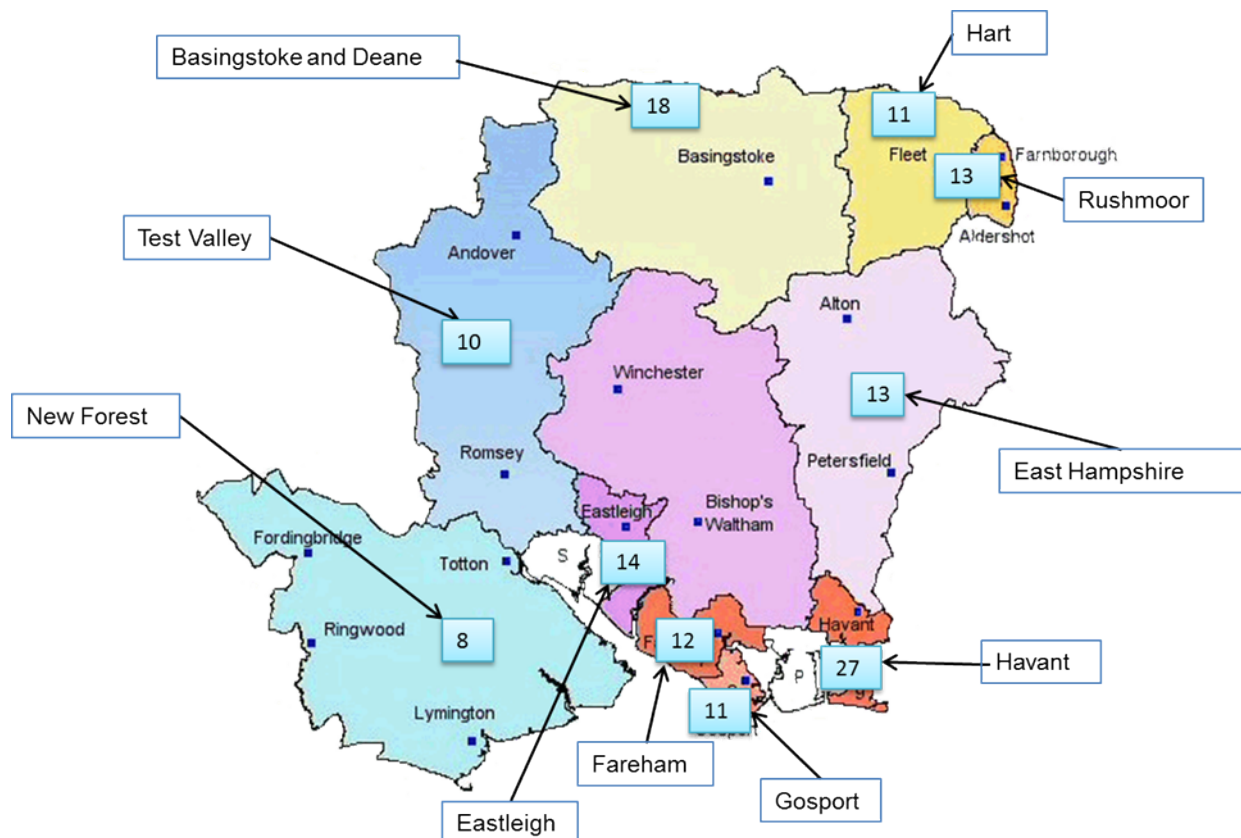 Hart
Basingstoke and Deane
18
11
Basingstoke
Fleet
Farnborough
13
Rushmoor
Test Valley
Andover
Aldershot
Alton
10
Winchester
13
New Forest
Romsey
Petersfield
East Hampshire
Eastleigh
Bishop's
Waltham
Fordingbridge
Totton
S
14
Havant
Ringwood
8
12
27
Havant
P
Lymington
11
Fareham
Gosport
Eastleigh